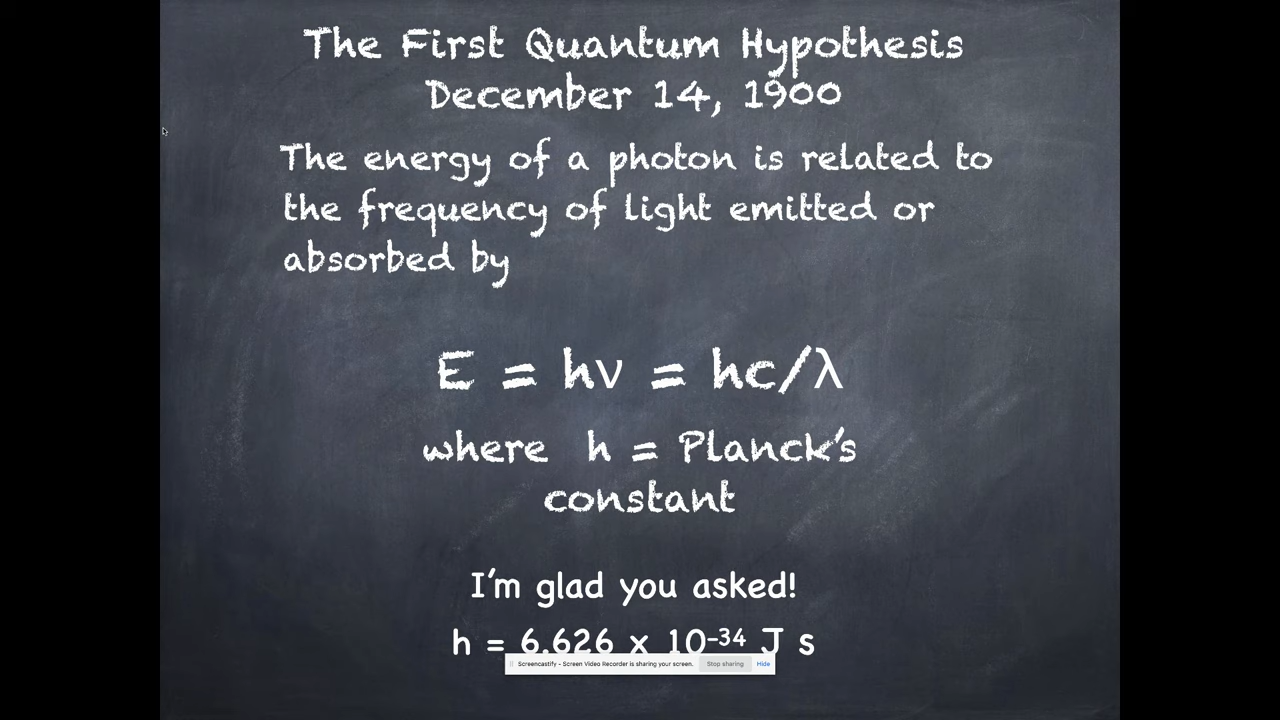 The First Quantum Hypothesis
December 14, 1900
The energy of a photon is related to
the frequency of light emitted or
absorbed by
E = hν = hc/λ
where h = Planck's
constant
I'm glad you asked!
h = 6.626 x 10⁻³⁴ J s
Screencastify - Screen Video Recorder is sharing your screen. Stop sharing Hide